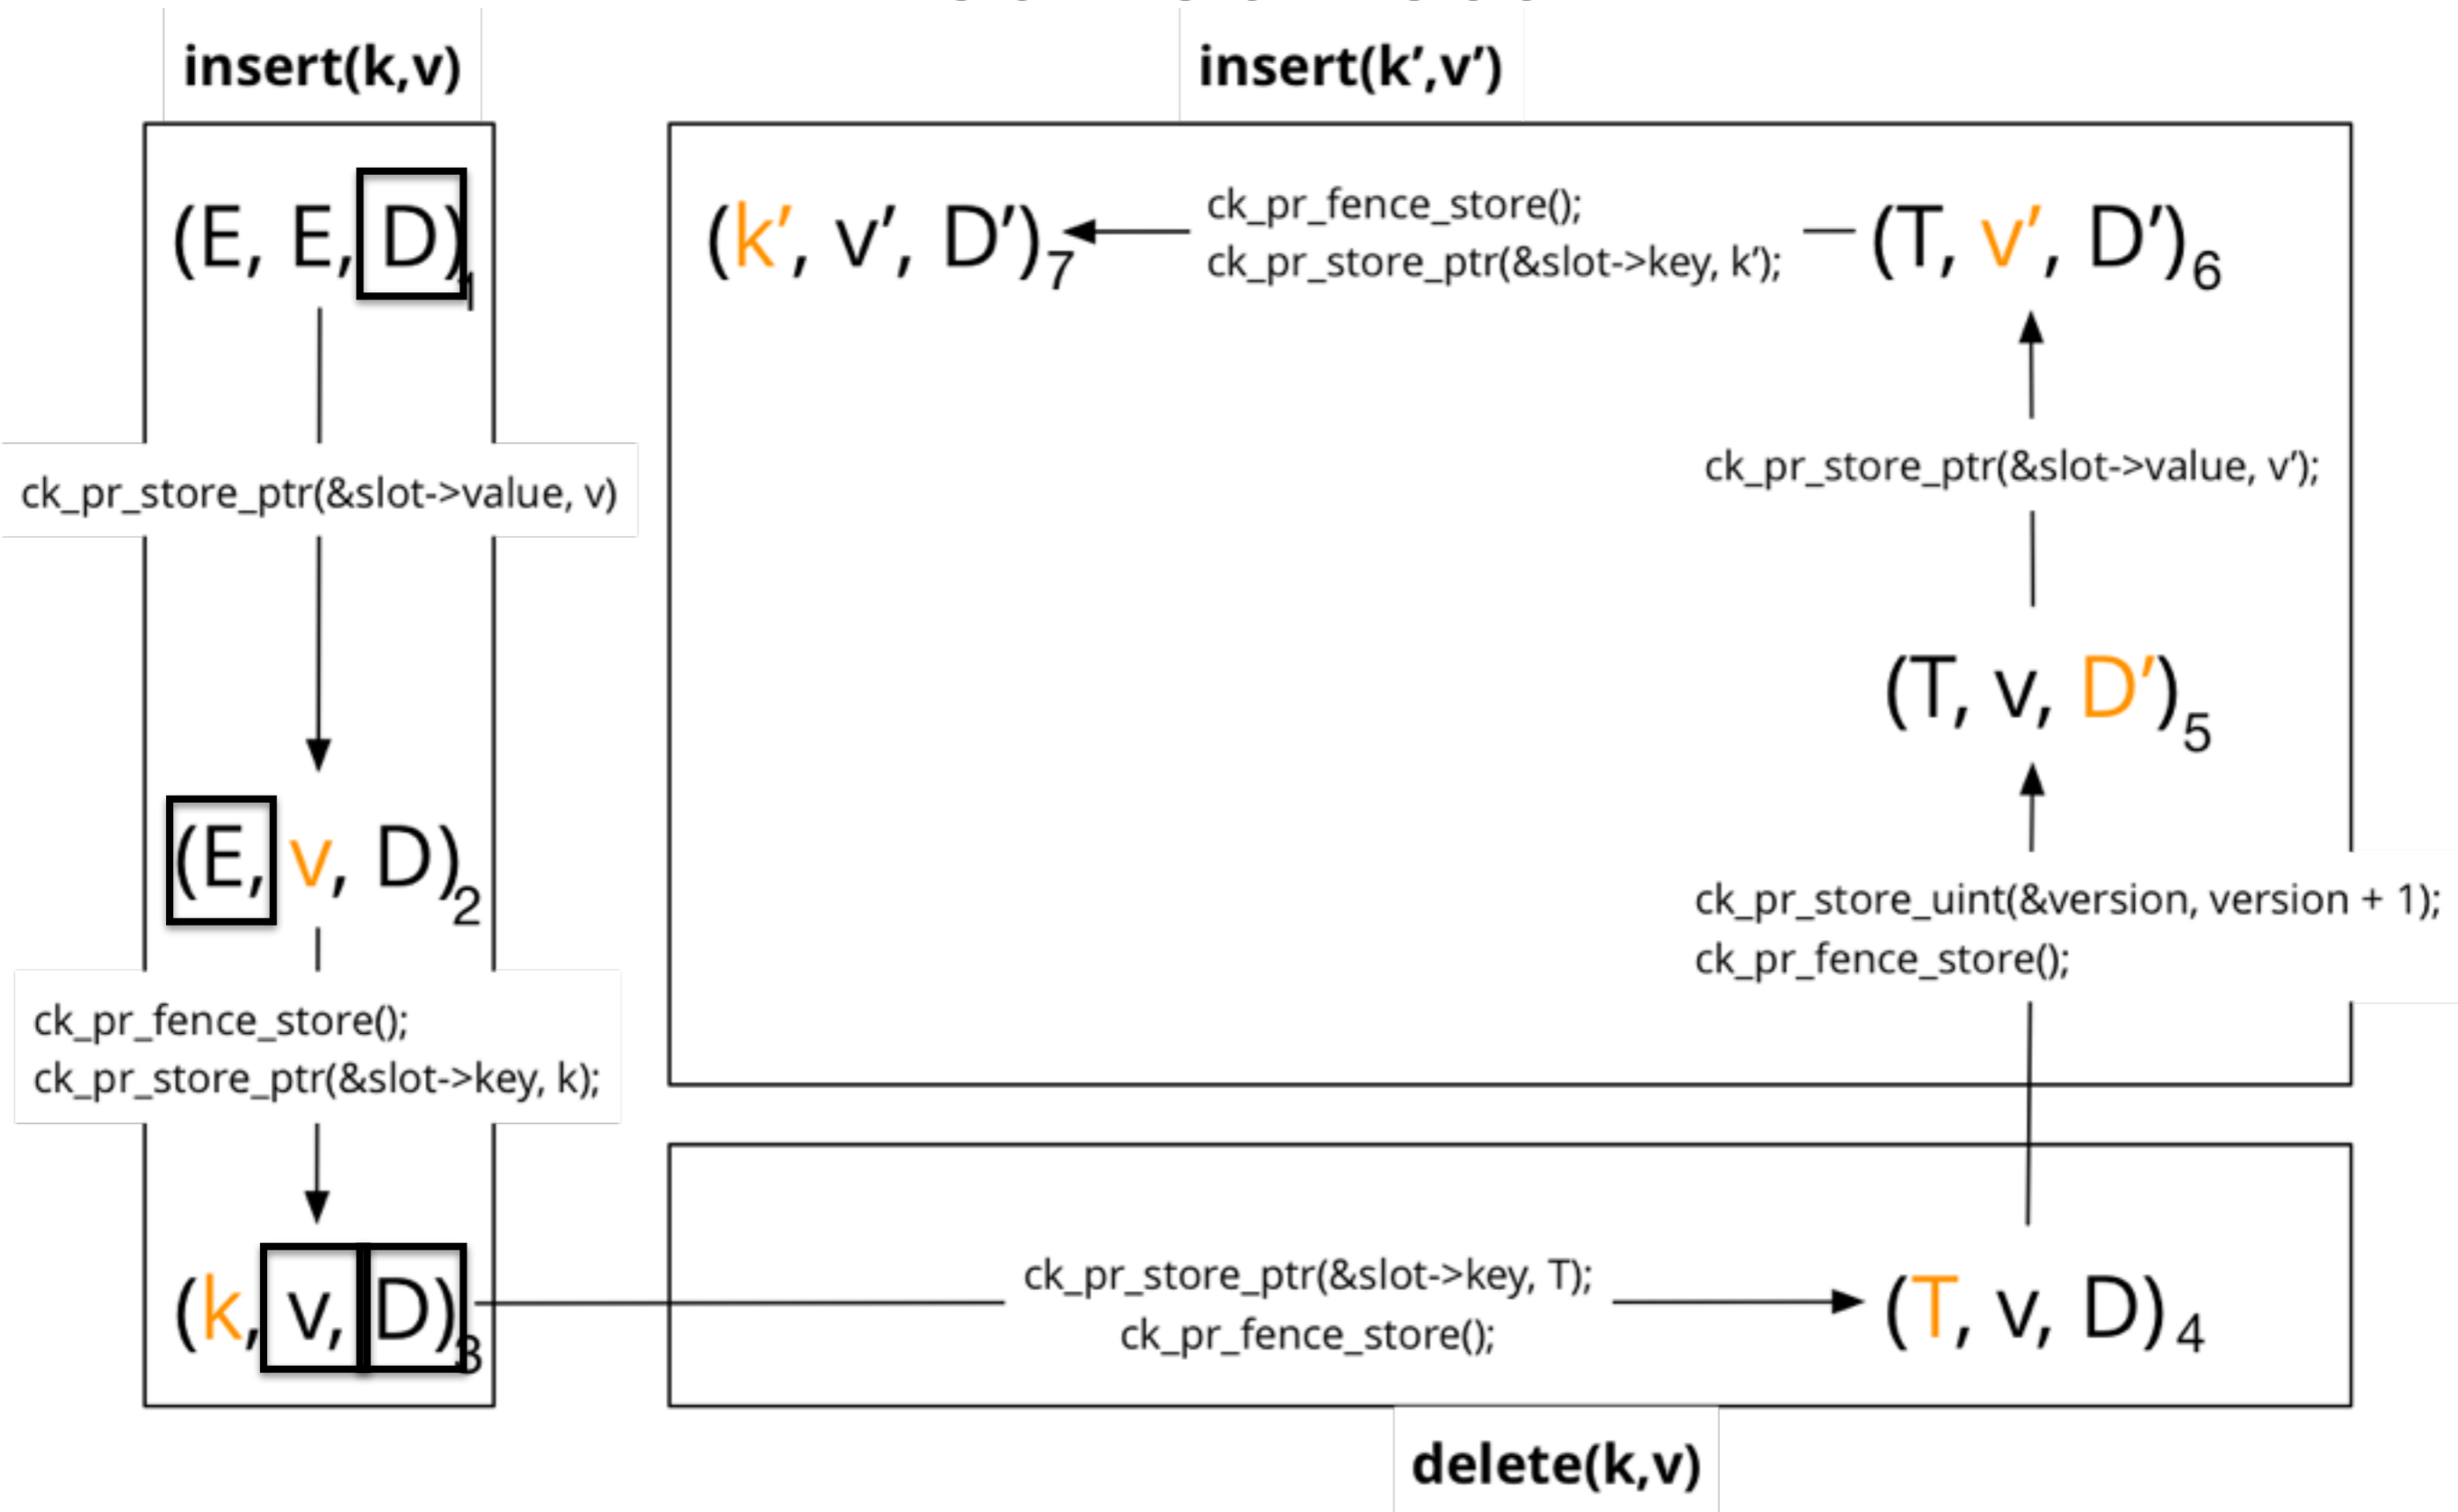 insert(k,v)
insert(k’,v’)
(E, E, D)1
ck_pr_store_ptr(&slot->value, v)
(E, v, D)2
ck_pr_fence_store();
ck_pr_store_ptr(&slot->key, k);
(k, v, D)3
ck_pr_store_ptr(&slot->key, T);
ck_pr_fence_store();
(T, v, D)4
delete(k,v)
ck_pr_store_uint(&version, version + 1);
ck_pr_fence_store();
(T, v, D’)5
ck_pr_store_ptr(&slot->value, v’);
(T, v’, D’)6
ck_pr_fence_store();
ck_pr_store_ptr(&slot->key, k’);
(k’, v’, D’)7